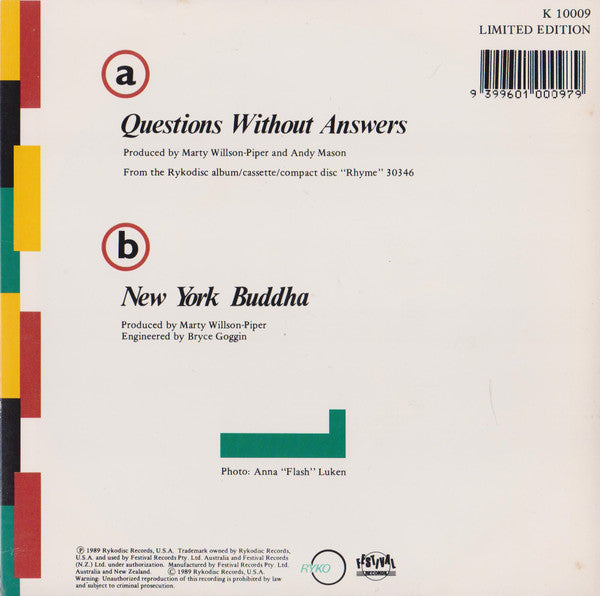 K 10009
LIMITED EDITION
9 399601 000979
a
Questions Without Answers
Produced by Marty Willson-Piper and Andy Mason
From the Rykodisc album/cassette/compact disc "Rhyme" 30346
b
New York Buddha
Produced by Marty Willson-Piper
Engineered by Bryce Goggin
Photo: Anna "Flash" Luken
Ⓟ 1989 Rykodisc Records, U.S.A. Trademark owned by Rykodisc Records,
U.S.A. and used by Festival Records Pty. Ltd. Australia and Festival Records
(N.Z.) Ltd. under authorization. Manufactured by Festival Records Pty Ltd.
Australia and New Zealand. © 1989 Rykodisc Records, U.S.A.
Warning: Unauthorized reproduction of this recording is prohibited by law
and subject to criminal prosecution.
RYKO
FESTIVAL
RECORDS